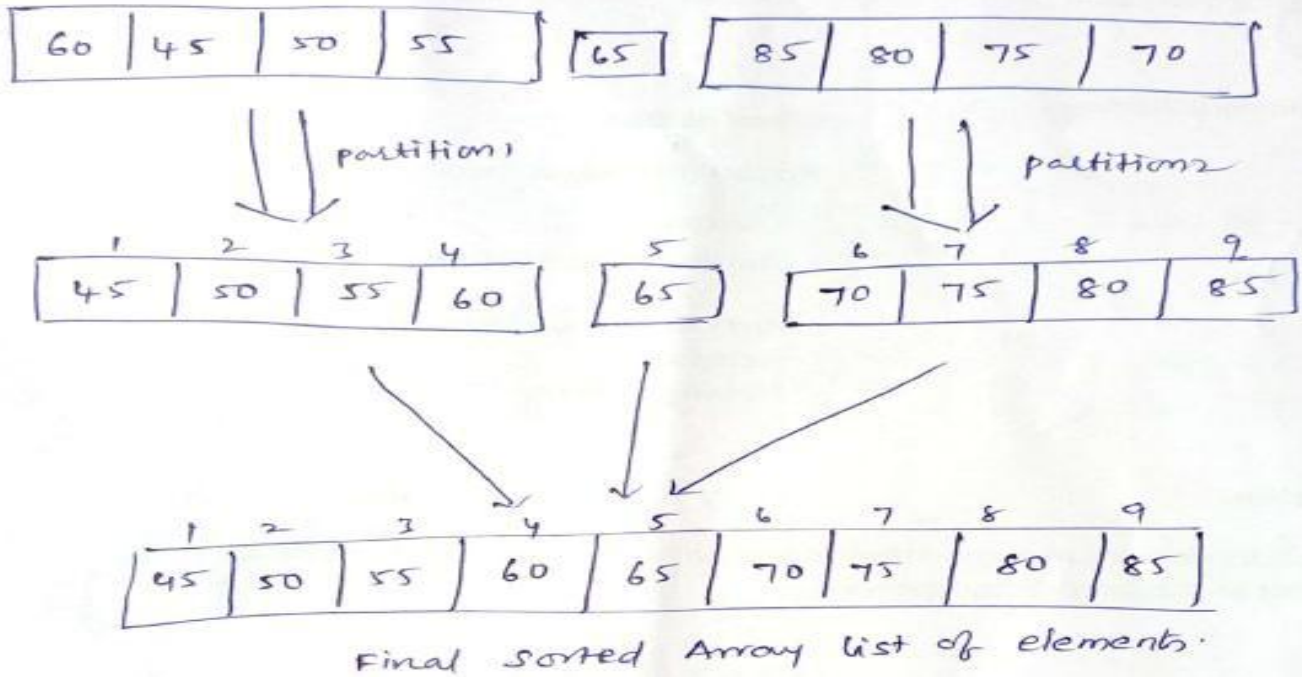 60 45 50 55 65 85 80 75 70
partition1 partition2
1 2 3 4 5 6 7 8 9
45 50 55 60 65 70 75 80 85
1 2 3 4 5 6 7 8 9
45 50 55 60 65 70 75 80 85
Final Sorted Array list of elements.